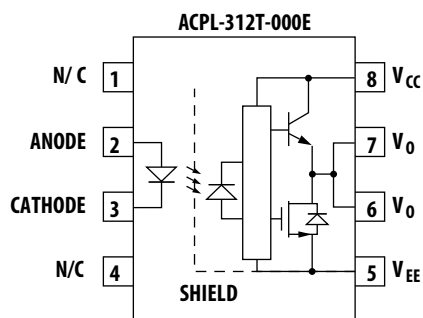 ACPL-312T-000E
N/ C 1
8 VCC
ANODE 2
7 VO
CATHODE 3
6 VO
N/C 4
5 VEE
SHIELD